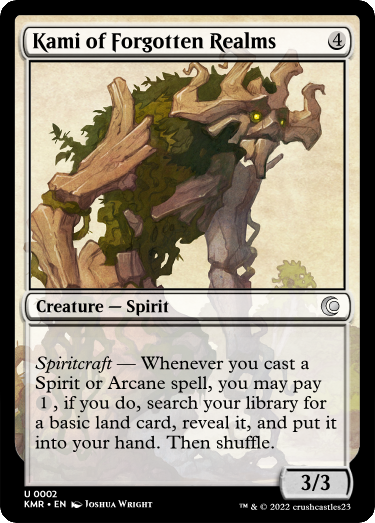 Kami of Forgotten Realms 4
Creature — Spirit
Spiritcraft — Whenever you cast a
Spirit or Arcane spell, you may pay
1 , if you do, search your library for
a basic land card, reveal it, and put it
into your hand. Then shuffle.
3/3
U 0002
KMR • EN Joshua Wright
™ & © 2022 crushcastles23